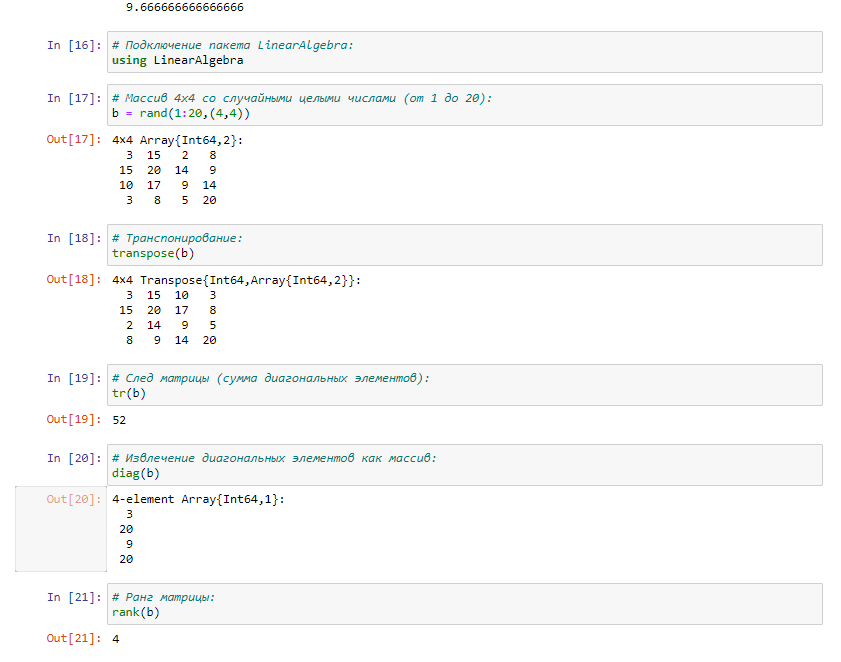 9.666666666666666
In [16]: # Подключение пакета LinearAlgebra:
using LinearAlgebra
In [17]: # Массив 4x4 со случайными целыми числами (от 1 до 20):
b = rand(1:20,(4,4))
Out[17]: 4×4 Array{Int64,2}:
3 15 2 8
15 20 14 9
10 17 9 14
3 8 5 20
In [18]: # Транспонирование:
transpose(b)
Out[18]: 4×4 Transpose{Int64,Array{Int64,2}}:
3 15 10 3
15 20 17 8
2 14 9 5
8 9 14 20
In [19]: # След матрицы (сумма диагональных элементов):
tr(b)
Out[19]: 52
In [20]: # Извлечение диагональных элементов как массив:
diag(b)
Out[20]: 4-element Array{Int64,1}:
3
20
9
20
In [21]: # Ранг матрицы:
rank(b)
Out[21]: 4